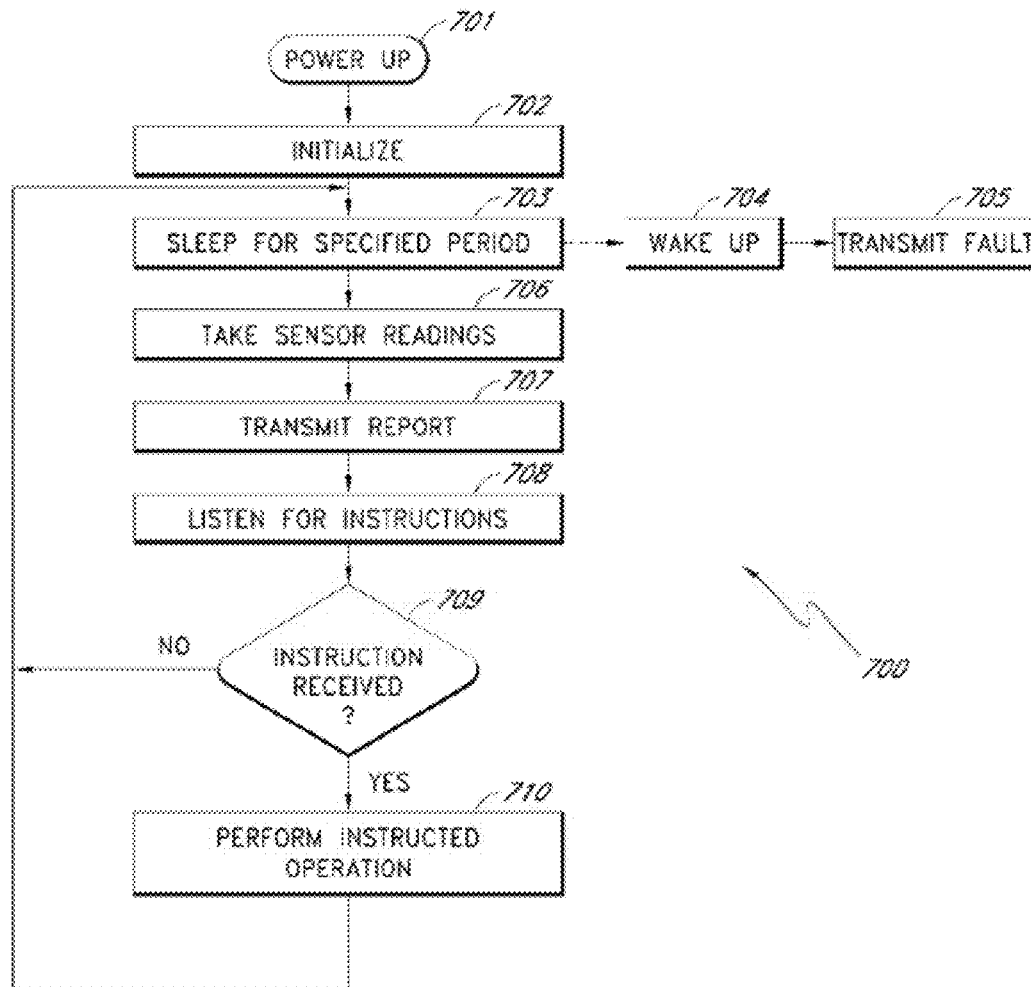 701
POWER UP
702
INITIALIZE
703
SLEEP FOR SPECIFIED PERIOD
704
WAKE UP
705
TRANSMIT FAULT
706
TAKE SENSOR READINGS
707
TRANSMIT REPORT
708
LISTEN FOR INSTRUCTIONS
709
INSTRUCTION
RECEIVED
?
NO
700
YES
710
PERFORM INSTRUCTED
OPERATION